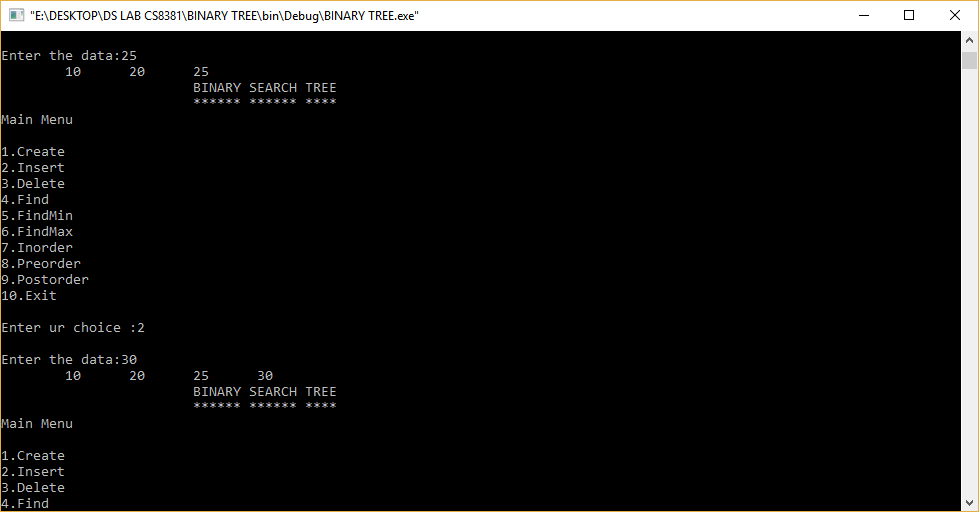 "E:\DESKTOP\DS LAB CS8381\BINARY TREE\bin\Debug\BINARY TREE.exe"
Enter the data:25
10 20 25
BINARY SEARCH TREE
****** ****** ****
Main Menu
1.Create
2.Insert
3.Delete
4.Find
5.FindMin
6.FindMax
7.Inorder
8.Preorder
9.Postorder
10.Exit
Enter ur choice :2
Enter the data:30
10 20 25 30
BINARY SEARCH TREE
****** ****** ****
Main Menu
1.Create
2.Insert
3.Delete
4.Find